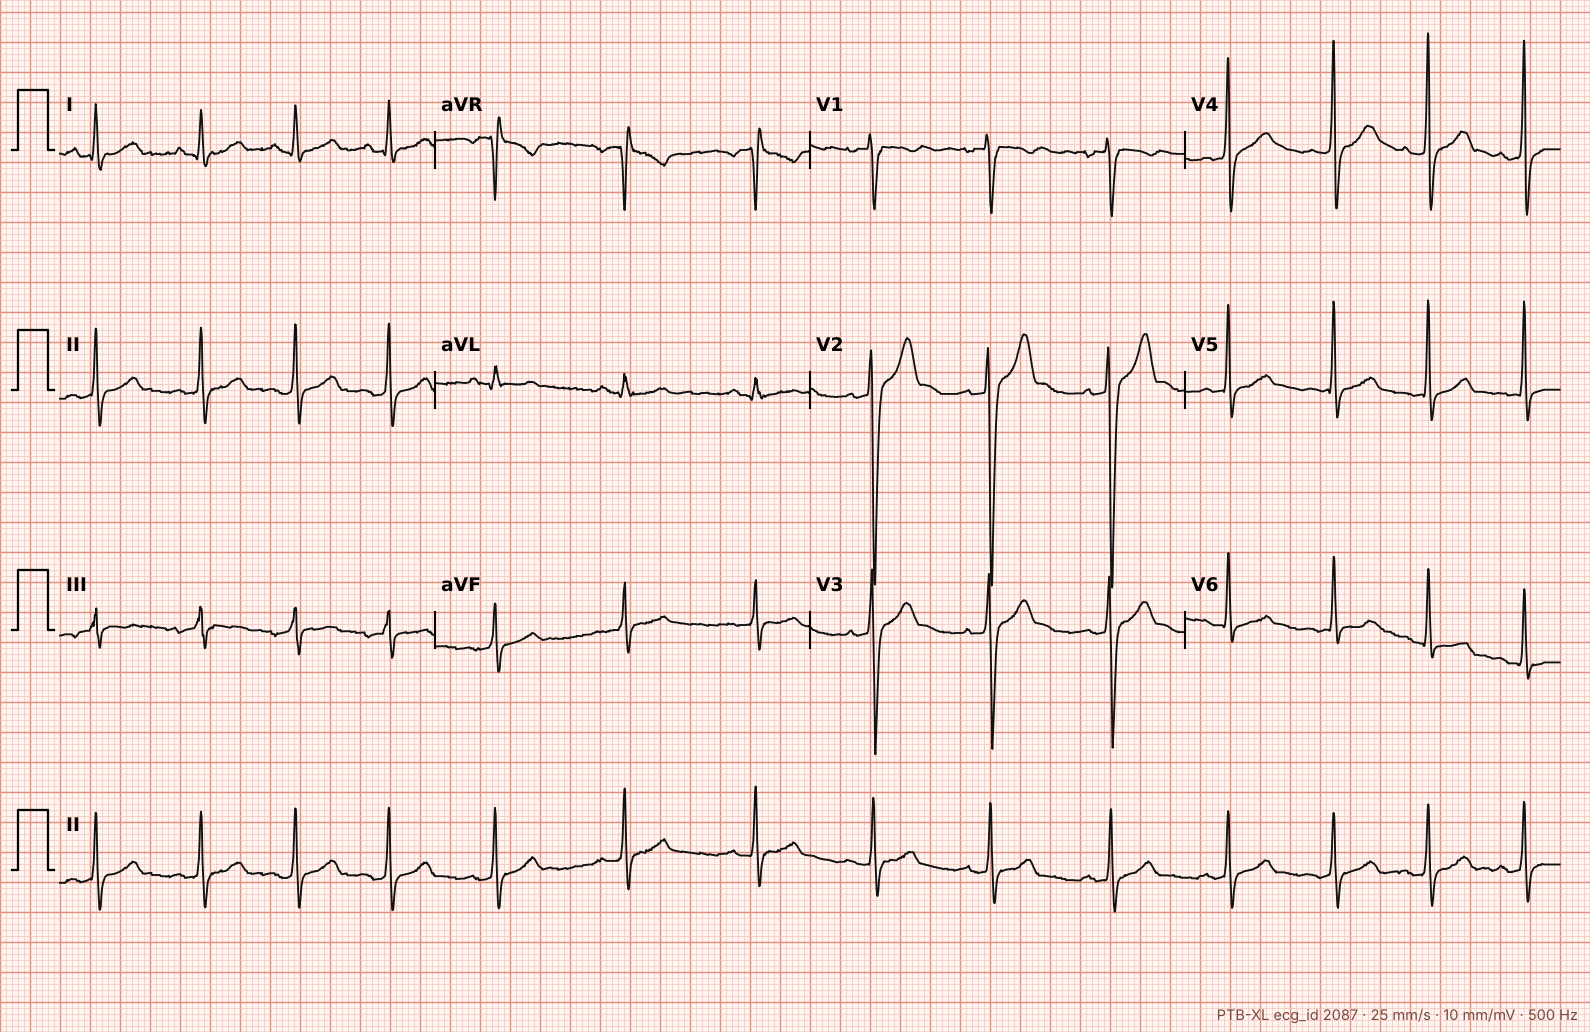 I aVR V1 V4
II aVL V2 V5
III aVF V3 V6
II
PTB-XL ecg_id 2087 · 25 mm/s · 10 mm/mV · 500 Hz